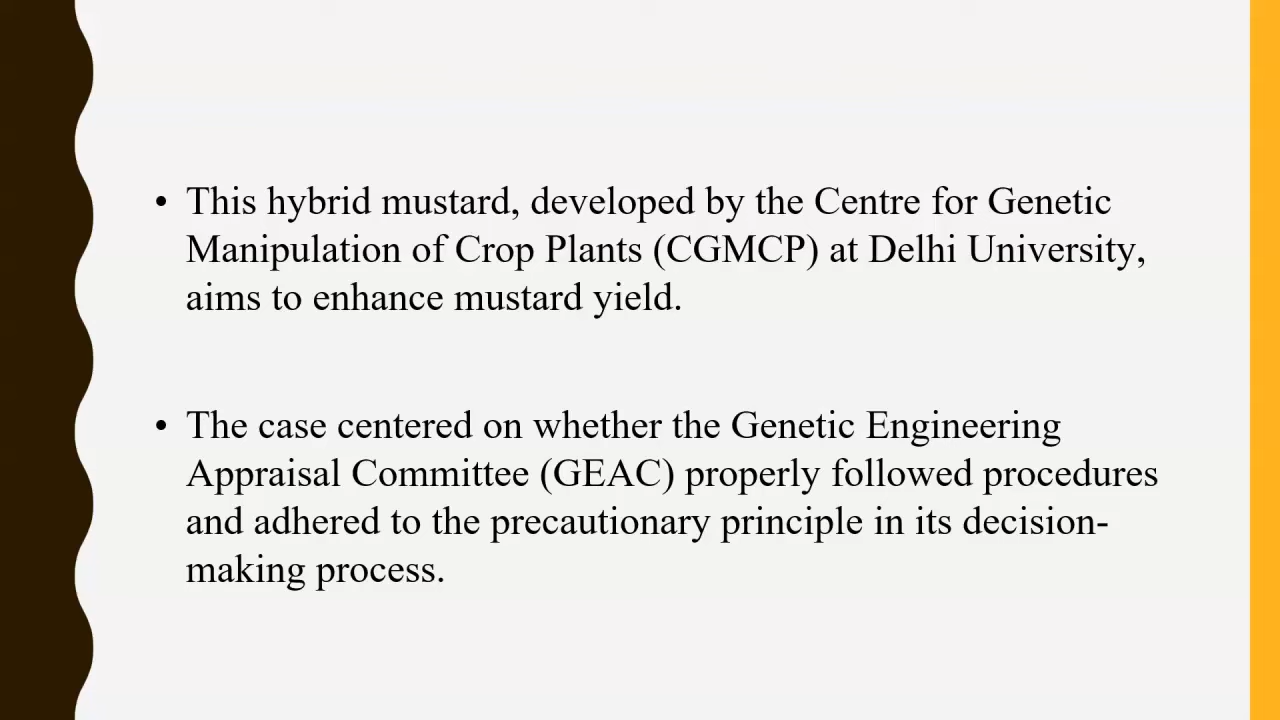 • This hybrid mustard, developed by the Centre for Genetic
Manipulation of Crop Plants (CGMCP) at Delhi University,
aims to enhance mustard yield.
• The case centered on whether the Genetic Engineering
Appraisal Committee (GEAC) properly followed procedures
and adhered to the precautionary principle in its decision-
making process.